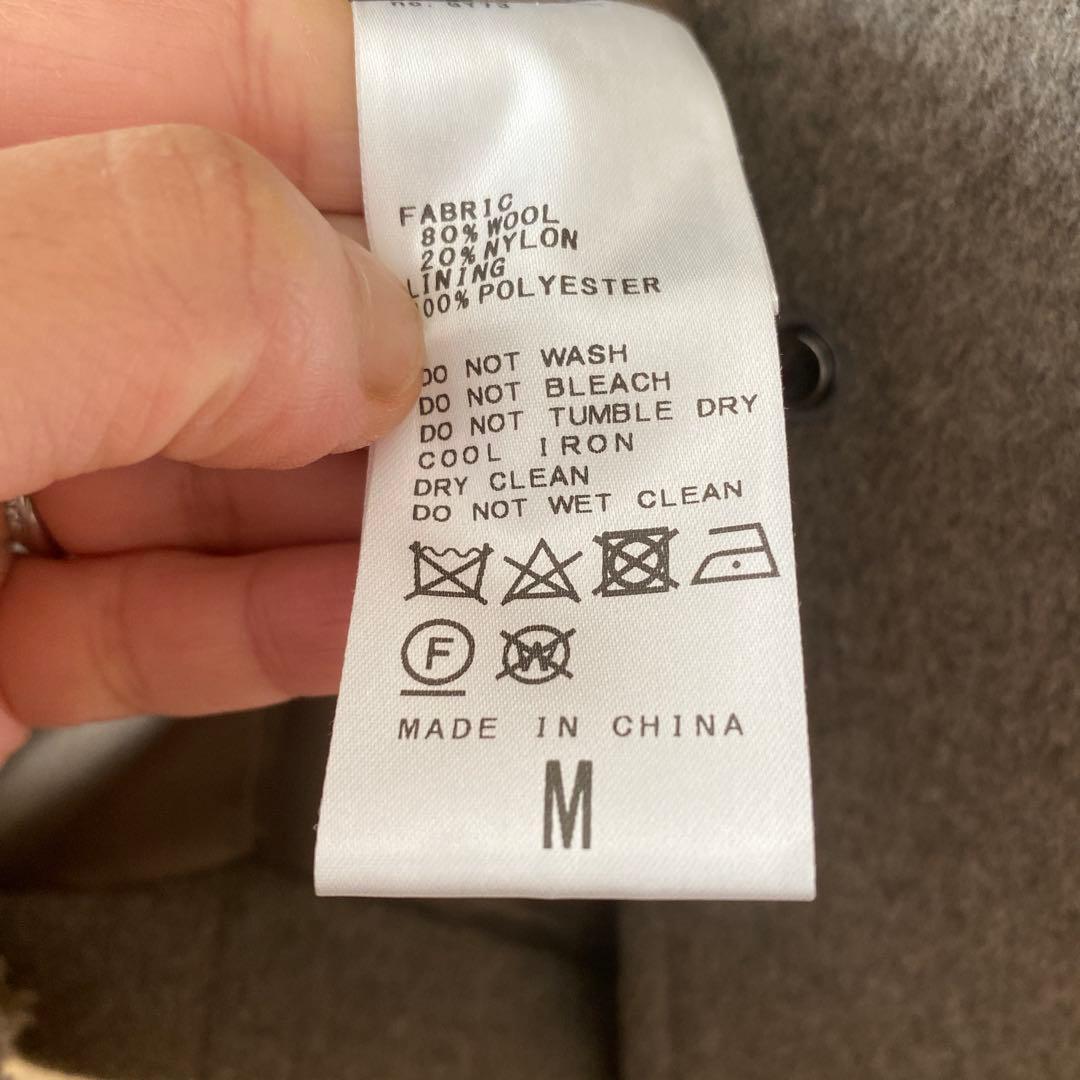 FABRIC
80% WOOL
20% NYLON
LINING
00% POLYESTER
DO NOT WASH
DO NOT BLEACH
DO NOT TUMBLE DRY
COOL IRON
DRY CLEAN
DO NOT WET CLEAN
F W
MADE IN CHINA
M